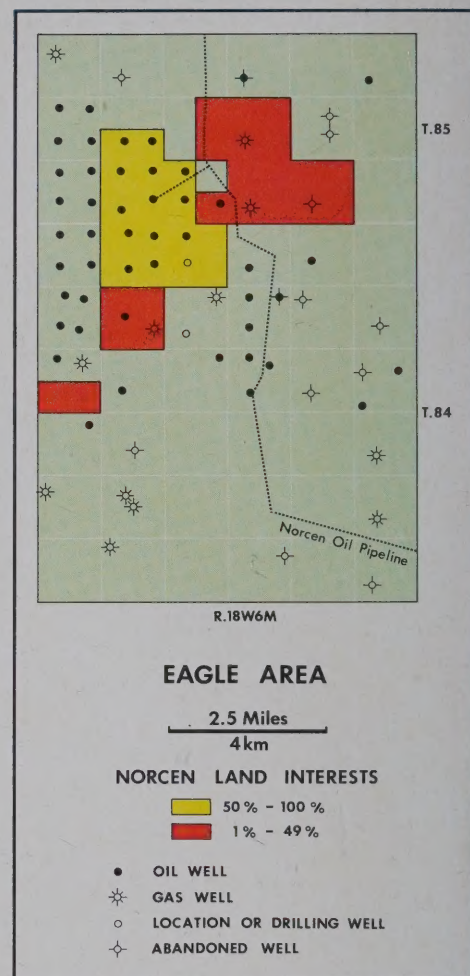 T.85
T.84
Norcen Oil Pipeline
R.18W6M
EAGLE AREA
2.5 Miles
4km
NORCEN LAND INTERESTS
50% - 100%
1% - 49%
OIL WELL
GAS WELL
LOCATION OR DRILLING WELL
ABANDONED WELL